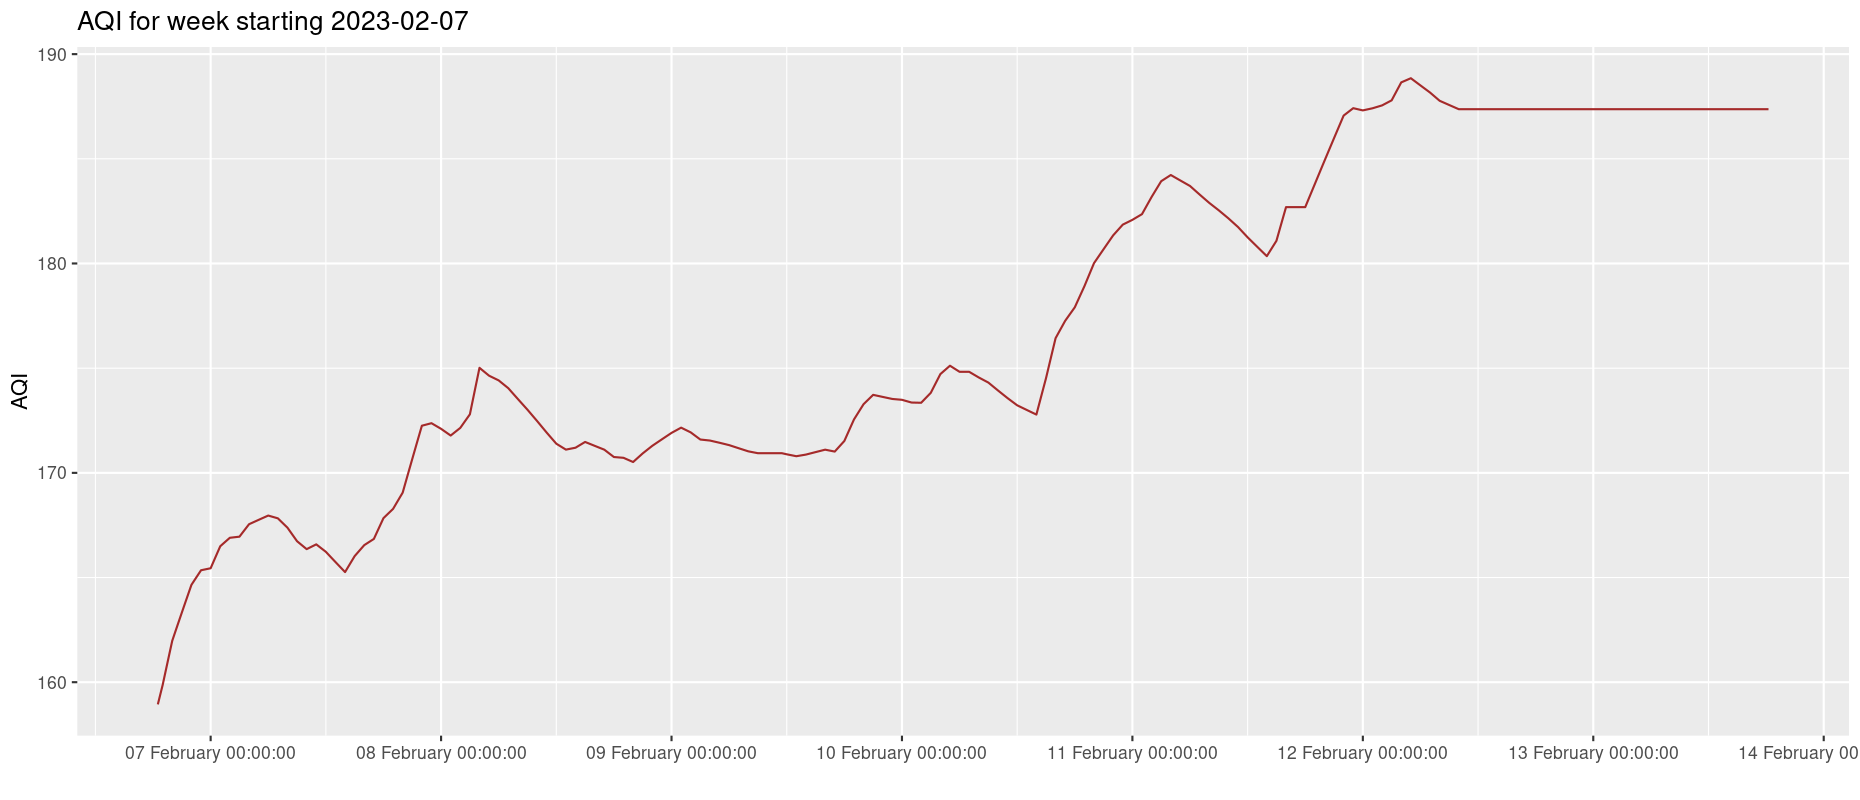 AQI for week starting 2023-02-07
190
180
170
160
AQI
07 February 00:00:00
08 February 00:00:00
09 February 00:00:00
10 February 00:00:00
11 February 00:00:00
12 February 00:00:00
13 February 00:00:00
14 February 00